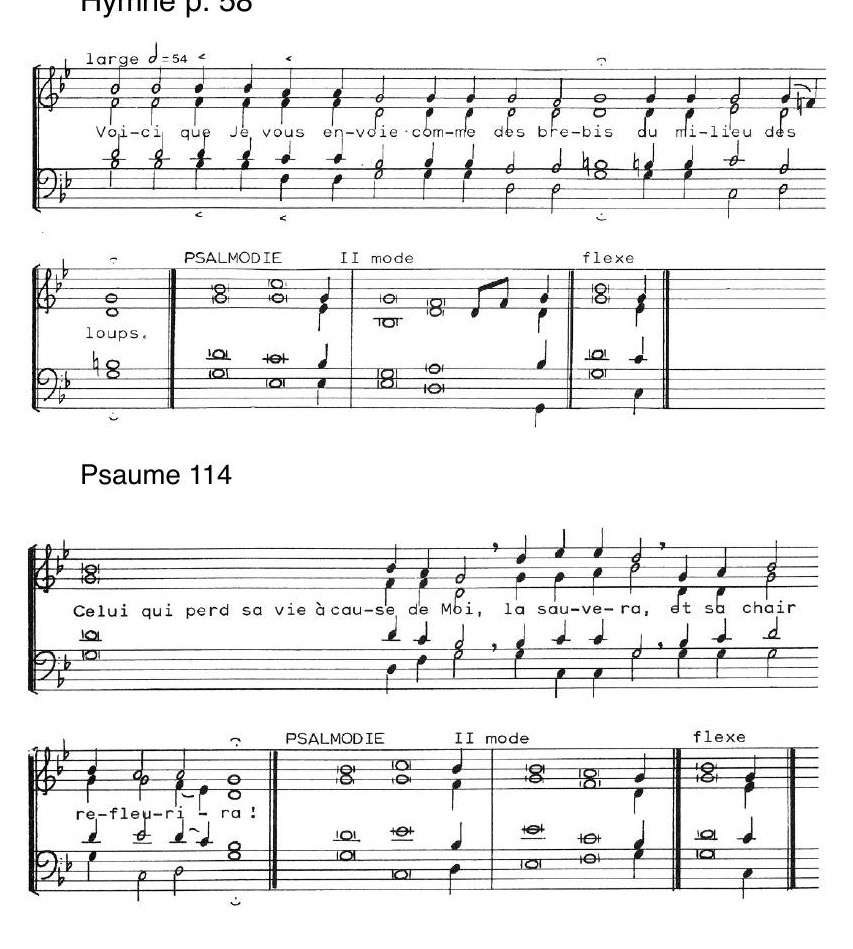 Hymne p. 58
large = 54
Voi-ci que Je vous en-voie com-me des bre-bis du mi-lieu des
PSALMODIE II mode flexe
loups.
Psaume 114
Celui qui perd sa vie à cau-se de Moi, la sau-ve-ra, et sa chair
PSALMODIE II mode flexe
re-fleu-ri - ra !